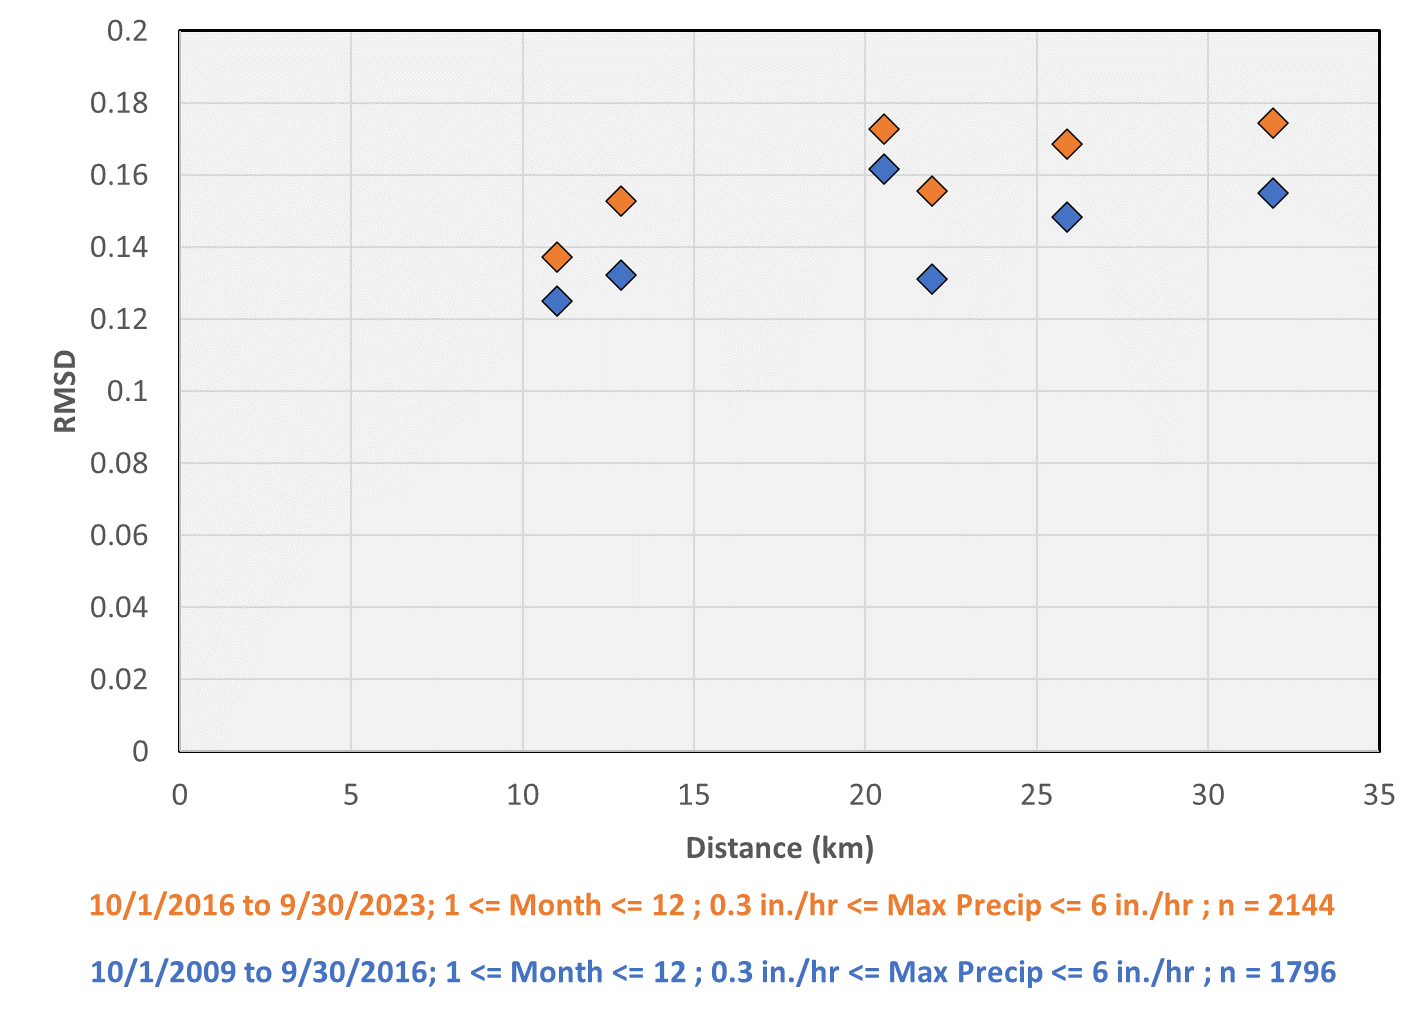 0.2
0.18
0.16
0.14
0.12
0.1
0.08
0.06
0.04
0.02
0
RMSD
0 5 10 15 20 25 30 35
Distance (km)
10/1/2016 to 9/30/2023; 1 <= Month <= 12 ; 0.3 in./hr <= Max Precip <= 6 in./hr ; n = 2144
10/1/2009 to 9/30/2016; 1 <= Month <= 12 ; 0.3 in./hr <= Max Precip <= 6 in./hr ; n = 1796